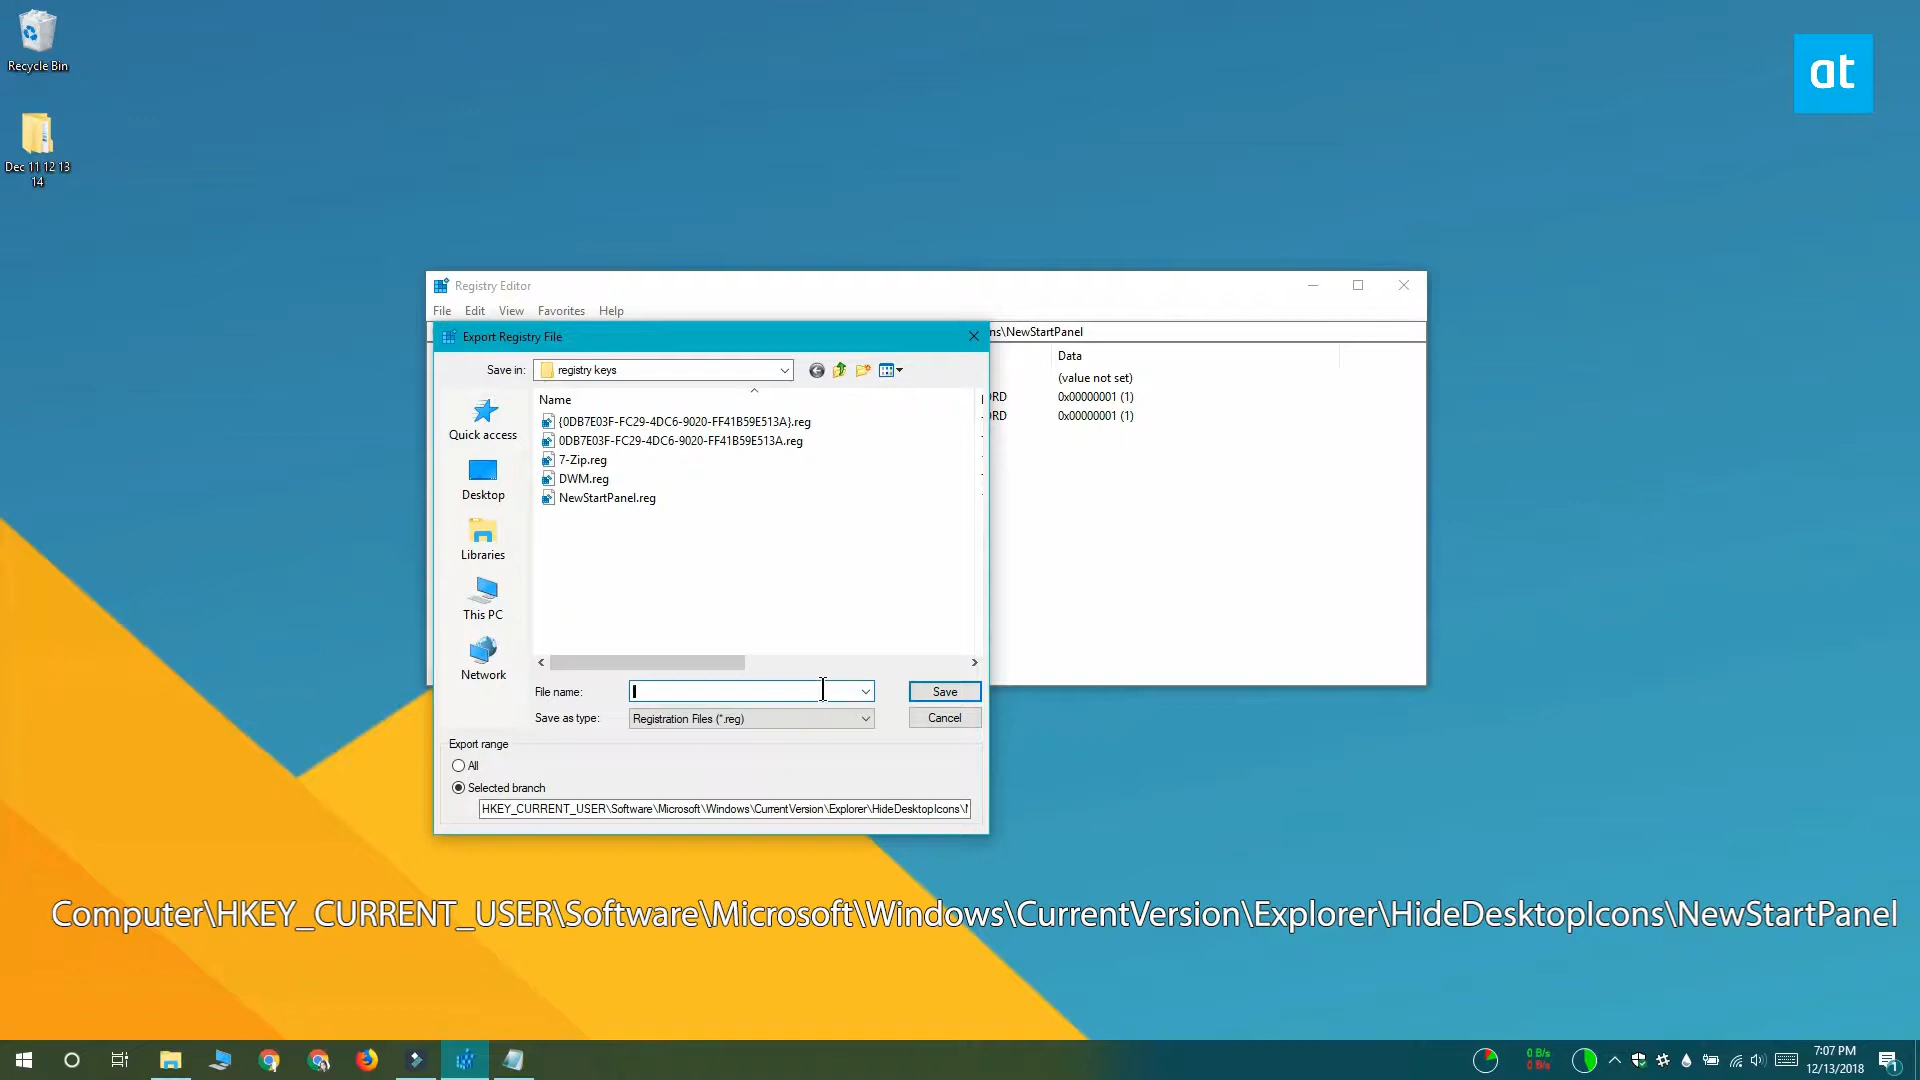 Recycle Bin
Dec 11 12 13
14
at
Registry Editor
File Edit View Favorites Help
Export Registry File
ns\NewStartPanel
Save in: registry keys
Data
Name
(value not set)
ORD 0x00000001 (1)
ORD 0x00000001 (1)
{0DB7E03F-FC29-4DC6-9020-FF41B59E513A}.reg
0DB7E03F-FC29-4DC6-9020-FF41B59E513A.reg
7-Zip.reg
DWM.reg
NewStartPanel.reg
Quick access
Desktop
Libraries
This PC
Network
File name:
Save
Save as type: Registration Files (*.reg)
Cancel
Export range
All
Selected branch
HKEY_CURRENT_USER\Software\Microsoft\Windows\CurrentVersion\Explorer\HideDesktopIcons\N
Computer\HKEY_CURRENT_USER\Software\Microsoft\Windows\CurrentVersion\Explorer\HideDesktopIcons\NewStartPanel
0 B/s
0 B/s
7:07 PM
12/13/2018
1